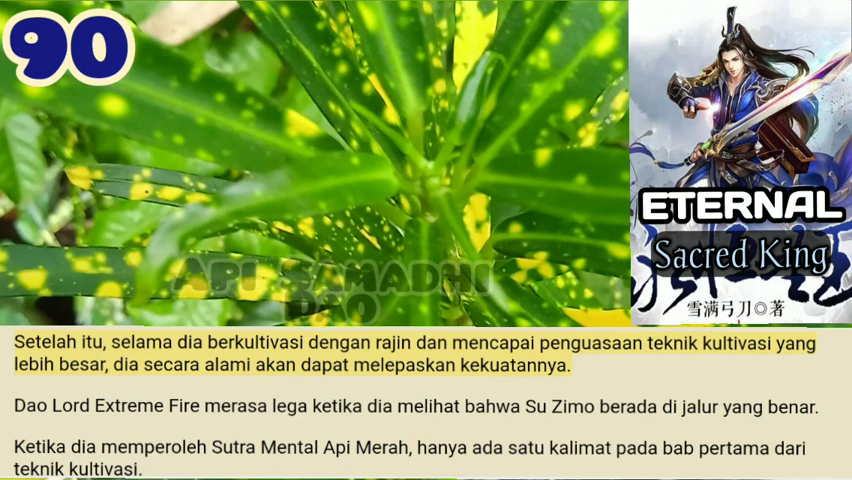 90
API SAMADHI
DAO
ETERNAL
Sacred King
雪满弓刀◎著
Setelah itu, selama dia berkultivasi dengan rajin dan mencapai penguasaan teknik kultivasi yang
lebih besar, dia secara alami akan dapat melepaskan kekuatannya.
Dao Lord Extreme Fire merasa lega ketika dia melihat bahwa Su Zimo berada di jalur yang benar.
Ketika dia memperoleh Sutra Mental Api Merah, hanya ada satu kalimat pada bab pertama dari
teknik kultivasi.